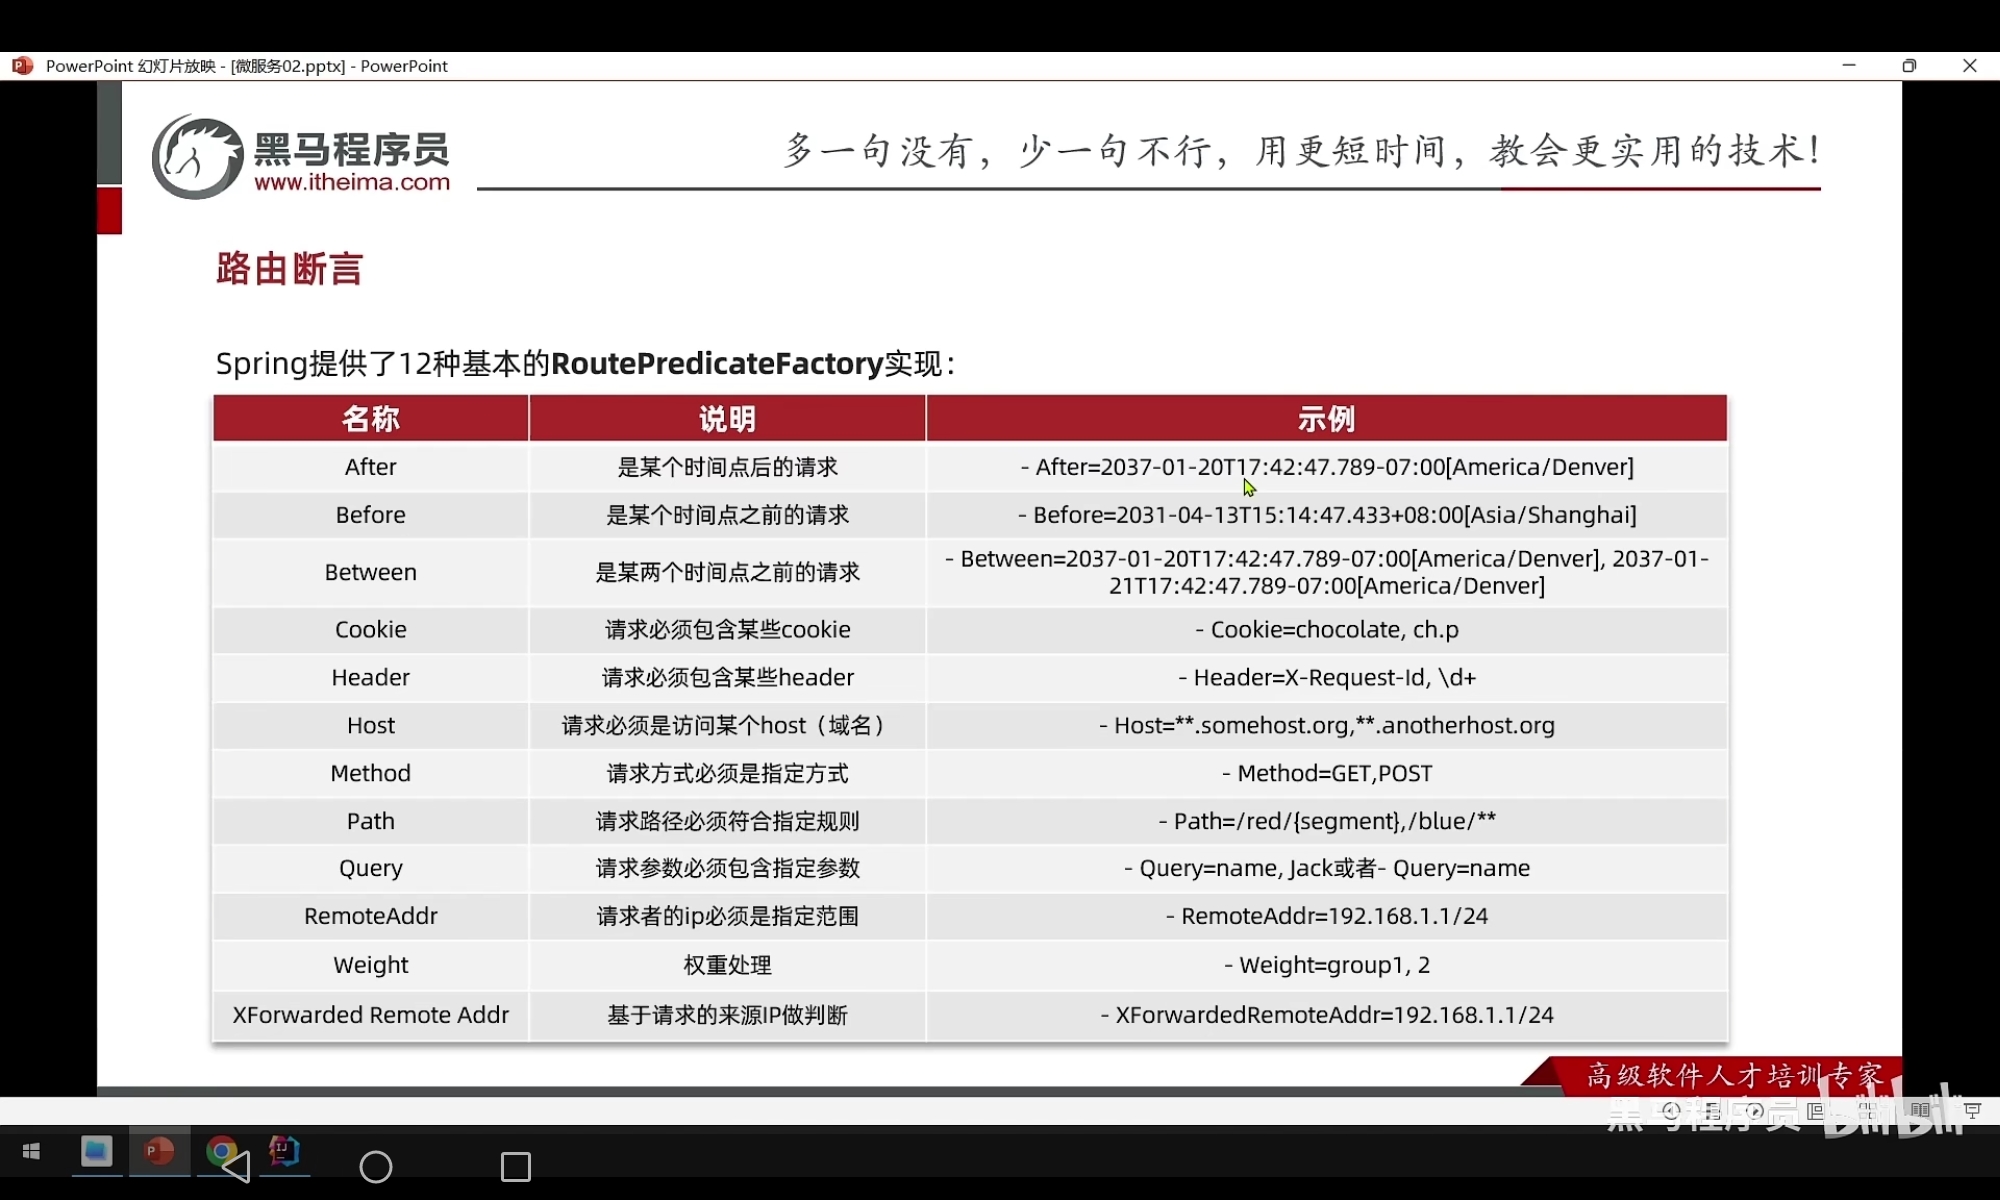 PowerPoint 幻灯片放映 - [微服务02.pptx] - PowerPoint
黑马程序员
www.itheima.com
多一句没有，少一句不行，用更短时间，教会更实用的技术！
路由断言
Spring提供了12种基本的RoutePredicateFactory实现：
名称 说明 示例
After 是某个时间点后的请求 - After=2037-01-20T17:42:47.789-07:00[America/Denver]
Before 是某个时间点之前的请求 - Before=2031-04-13T15:14:47.433+08:00[Asia/Shanghai]
Between 是某两个时间点之前的请求 - Between=2037-01-20T17:42:47.789-07:00[America/Denver], 2037-01-
21T17:42:47.789-07:00[America/Denver]
Cookie 请求必须包含某些cookie - Cookie=chocolate, ch.p
Header 请求必须包含某些header - Header=X-Request-Id, \d+
Host 请求必须是访问某个host（域名） - Host=**.somehost.org,**.anotherhost.org
Method 请求方式必须是指定方式 - Method=GET,POST
Path 请求路径必须符合指定规则 - Path=/red/{segment},/blue/**
Query 请求参数必须包含指定参数 - Query=name, Jack或者- Query=name
RemoteAddr 请求者的ip必须是指定范围 - RemoteAddr=192.168.1.1/24
Weight 权重处理 - Weight=group1, 2
XForwarded Remote Addr 基于请求的来源IP做判断 - XForwardedRemoteAddr=192.168.1.1/24
高级软件人才培训专家
黑马程序员 bilibili